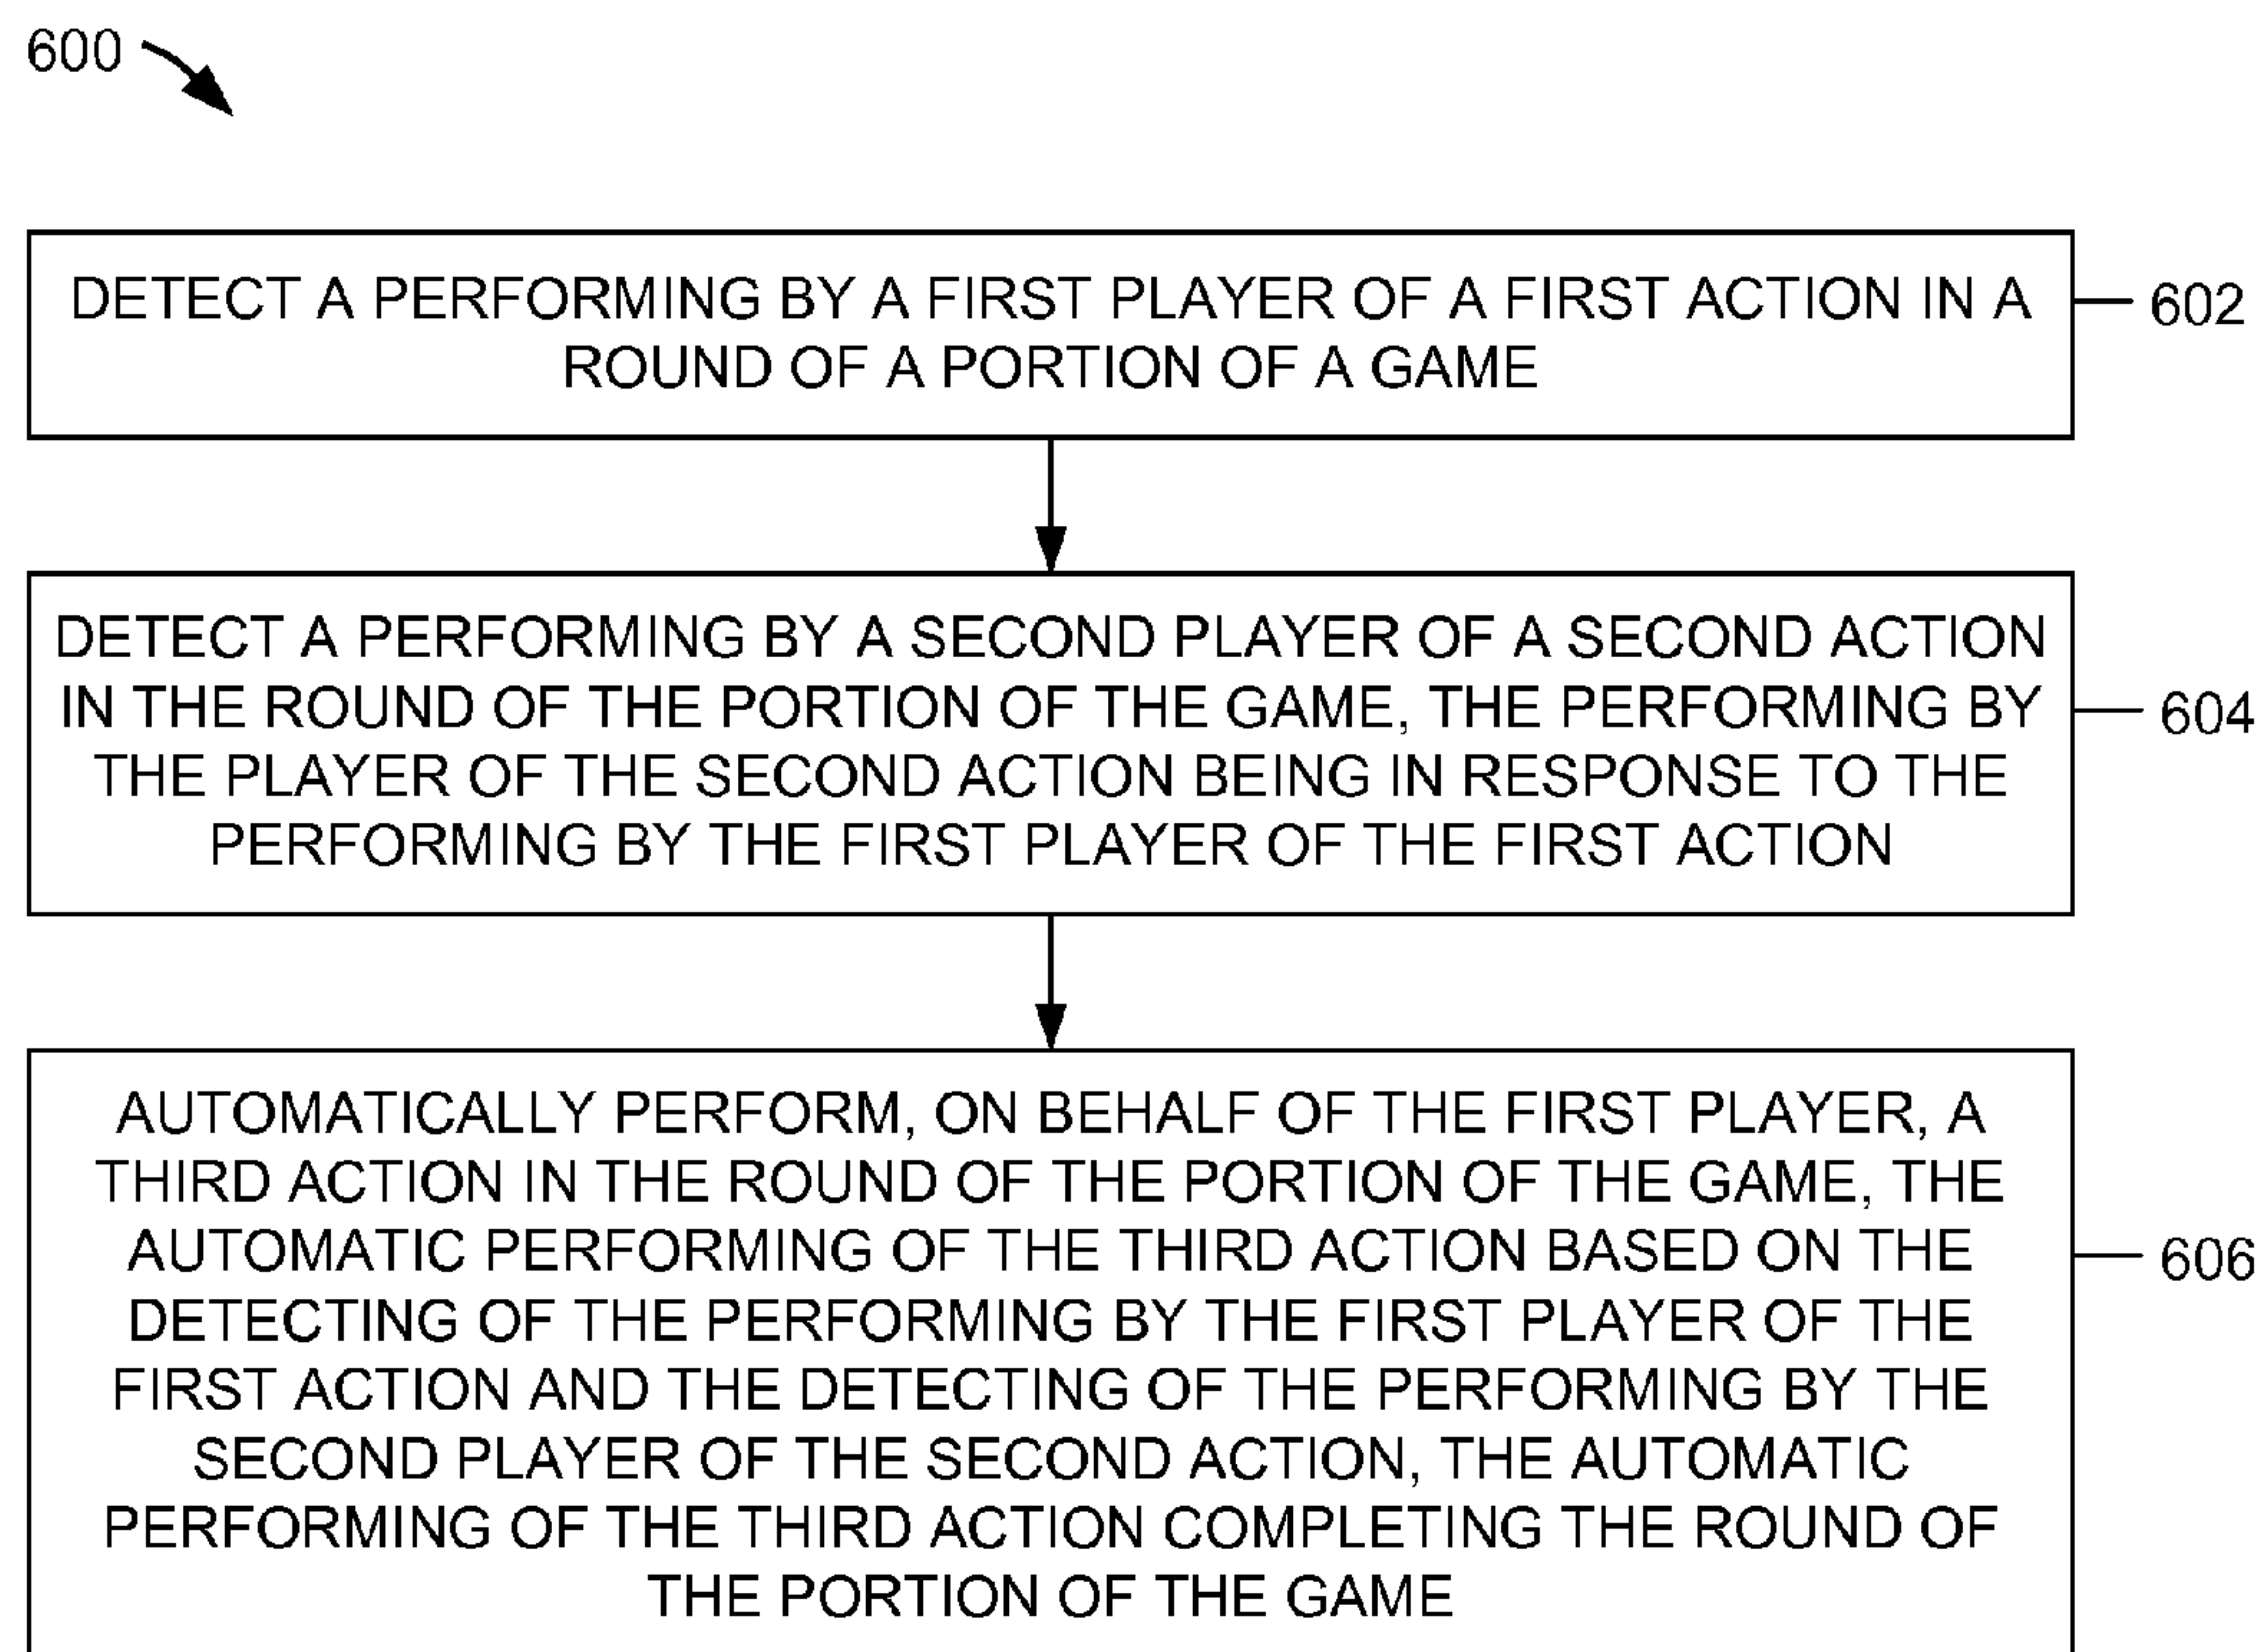 600
DETECT A PERFORMING BY A FIRST PLAYER OF A FIRST ACTION IN A
ROUND OF A PORTION OF A GAME
602
DETECT A PERFORMING BY A SECOND PLAYER OF A SECOND ACTION
IN THE ROUND OF THE PORTION OF THE GAME, THE PERFORMING BY
THE PLAYER OF THE SECOND ACTION BEING IN RESPONSE TO THE
PERFORMING BY THE FIRST PLAYER OF THE FIRST ACTION
604
AUTOMATICALLY PERFORM, ON BEHALF OF THE FIRST PLAYER, A
THIRD ACTION IN THE ROUND OF THE PORTION OF THE GAME, THE
AUTOMATIC PERFORMING OF THE THIRD ACTION BASED ON THE
DETECTING OF THE PERFORMING BY THE FIRST PLAYER OF THE
FIRST ACTION AND THE DETECTING OF THE PERFORMING BY THE
SECOND PLAYER OF THE SECOND ACTION, THE AUTOMATIC
PERFORMING OF THE THIRD ACTION COMPLETING THE ROUND OF
THE PORTION OF THE GAME
606